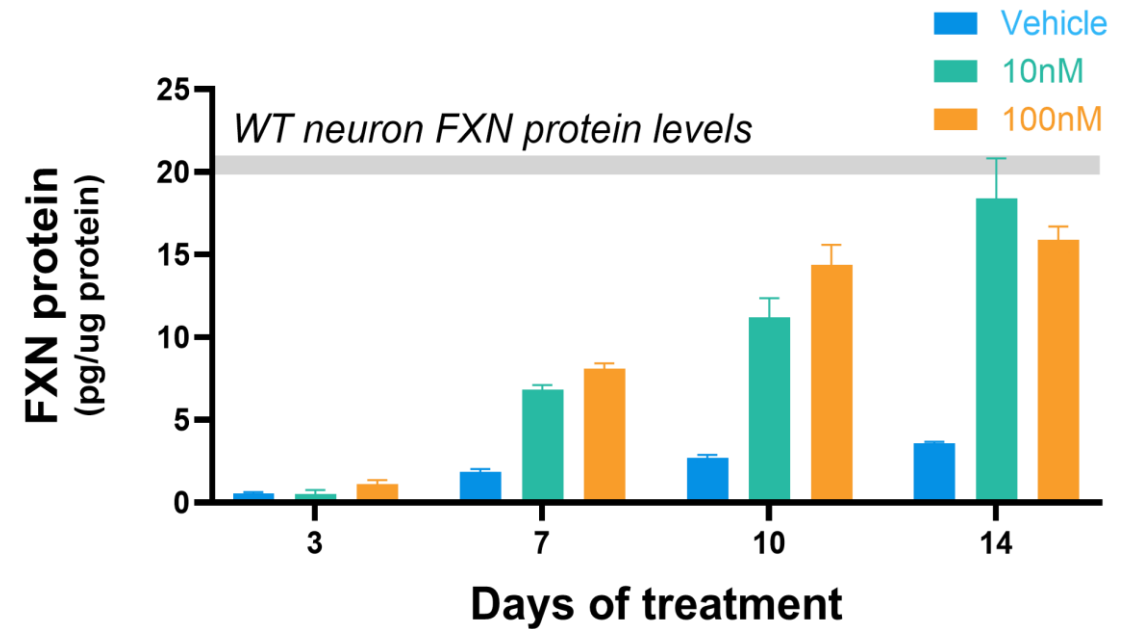 Vehicle
10nM
100nM
WT neuron FXN protein levels
FXN protein
(pg/ug protein)
25
20
15
10
5
0
3 7 10 14
Days of treatment